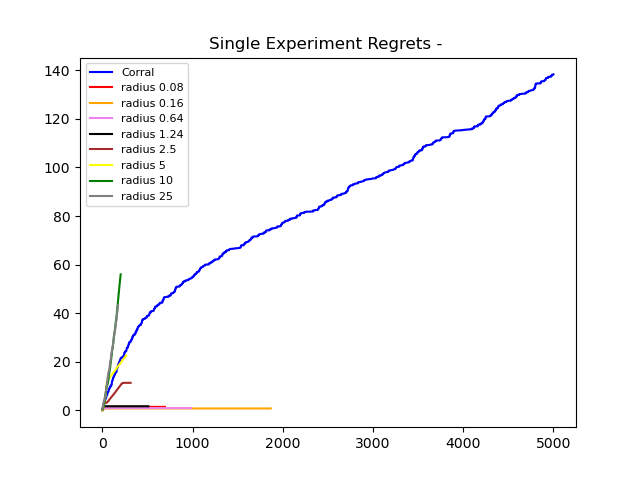 Single Experiment Regrets -
140
120
100
80
60
40
20
0
Corral
radius 0.08
radius 0.16
radius 0.64
radius 1.24
radius 2.5
radius 5
radius 10
radius 25
0 1000 2000 3000 4000 5000